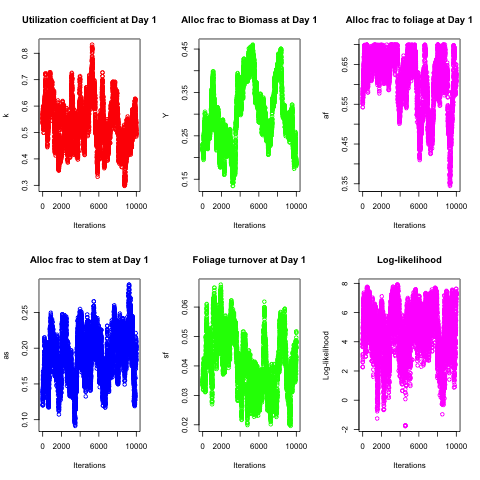 Utilization coefficient at Day 1
k
0.3 0.4 0.5 0.6 0.7 0.8
0 2000 6000 10000
Iterations
Alloc frac to Biomass at Day 1
Y
0.15 0.25 0.35 0.45
0 2000 6000 10000
Iterations
Alloc frac to foliage at Day 1
af
0.35 0.45 0.55 0.65
0 2000 6000 10000
Iterations
Alloc frac to stem at Day 1
as
0.10 0.15 0.20 0.25
0 2000 6000 10000
Iterations
Foliage turnover at Day 1
sf
0.02 0.03 0.04 0.05 0.06
0 2000 6000 10000
Iterations
Log-likelihood
Log-likelihood
-2 0 2 4 6 8
0 2000 6000 10000
Iterations